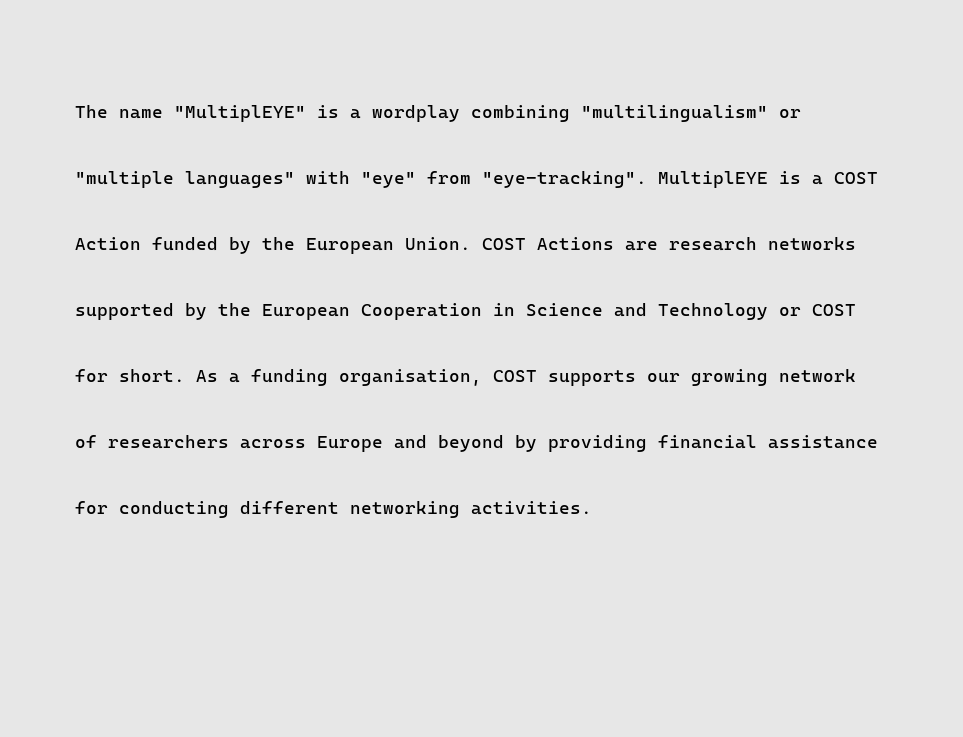 The name "MultiplEYE" is a wordplay combining "multilingualism" or
"multiple languages" with "eye" from "eye-tracking". MultiplEYE is a COST
Action funded by the European Union. COST Actions are research networks
supported by the European Cooperation in Science and Technology or COST
for short. As a funding organisation, COST supports our growing network
of researchers across Europe and beyond by providing financial assistance
for conducting different networking activities.